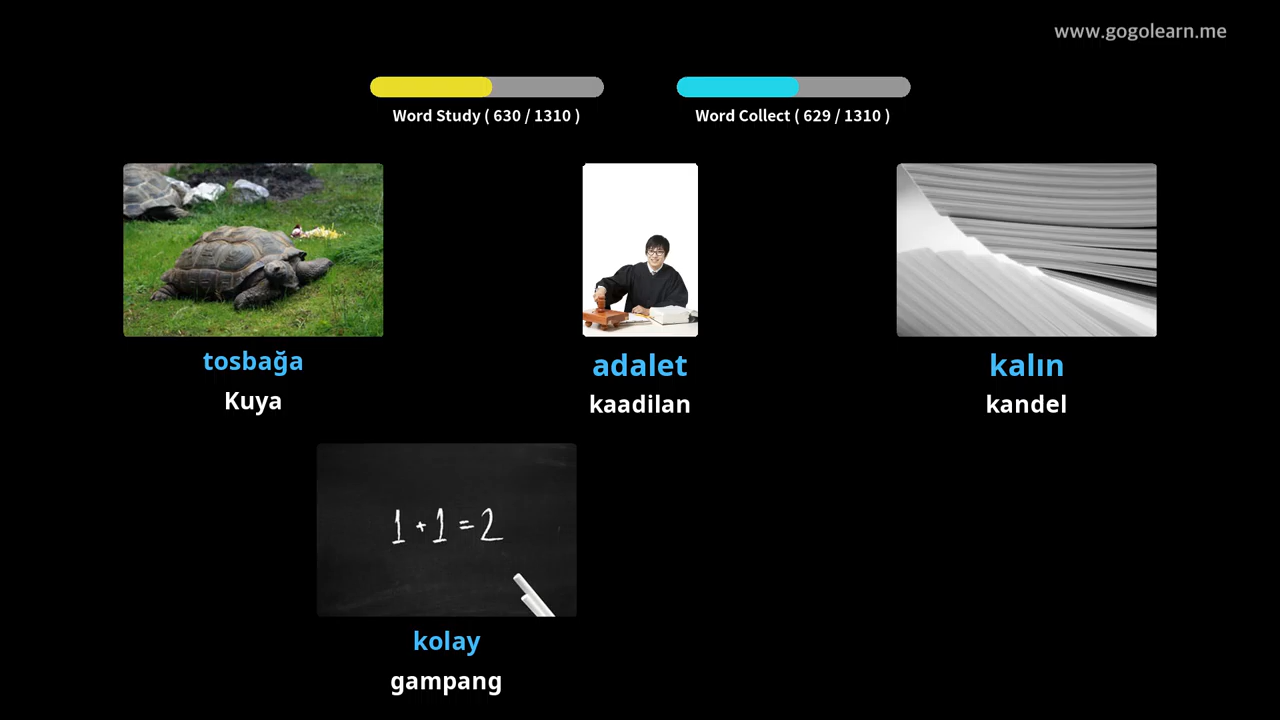 www.gogolearn.me
Word Study ( 630 / 1310 )
Word Collect ( 629 / 1310 )
tosbağa
Kuya
adalet
kaadilan
kalın
kandel
1 + 1 = 2
kolay
gampang